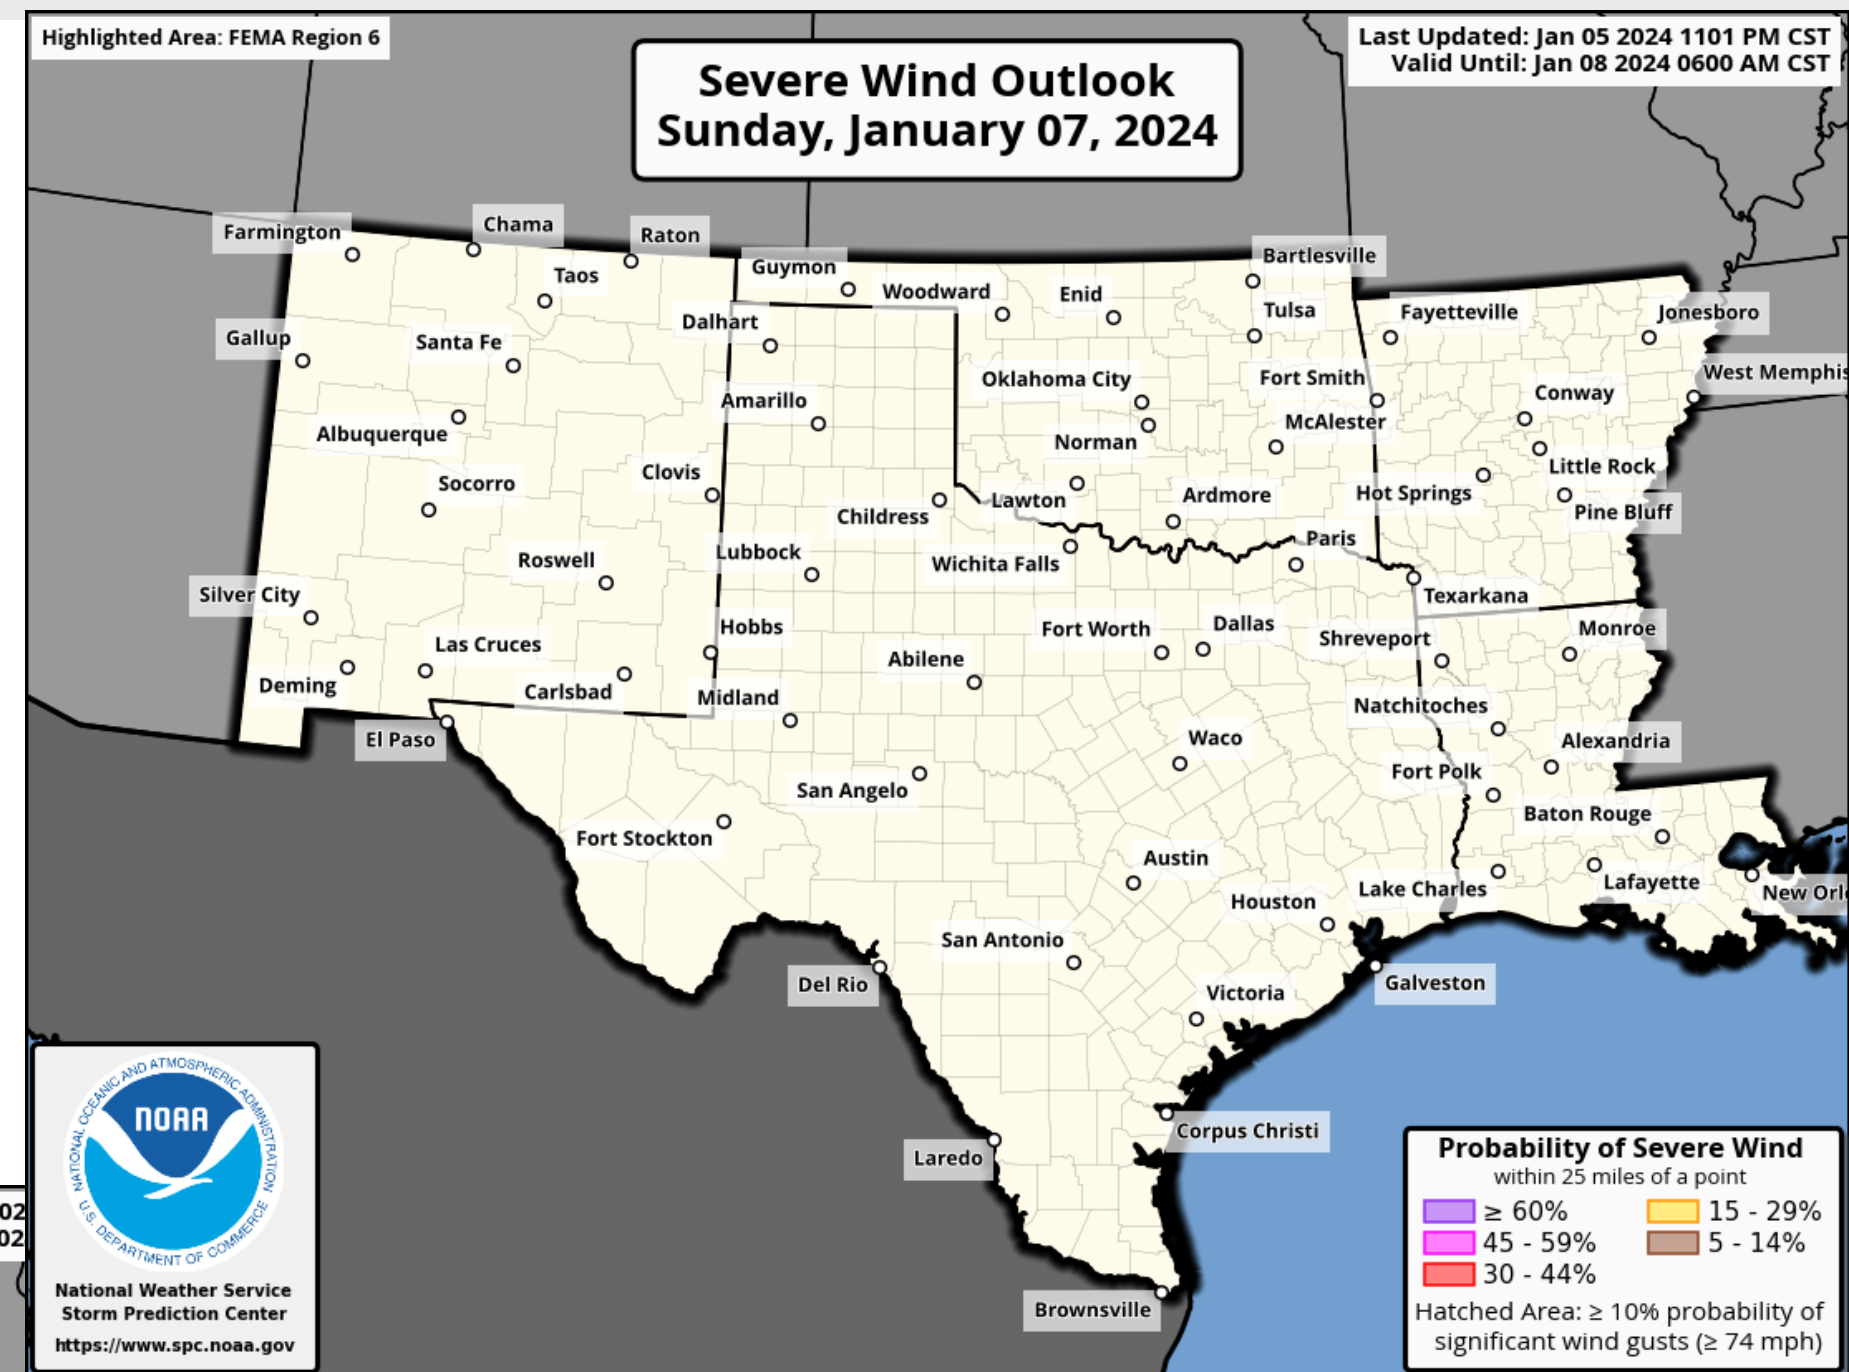 Highlighted Area: FEMA Region 6
Severe Wind Outlook
Sunday, January 07, 2024
Last Updated: Jan 05 2024 1101 PM CST
Valid Until: Jan 08 2024 0600 AM CST
Farmington
Chama
Raton
Taos
Guymon
Woodward
Enid
Bartlesville
Tulsa
Fayetteville
Jonesboro
Gallup
Santa Fe
Dalhart
Oklahoma City
Fort Smith
Conway
West Memphis
Albuquerque
Amarillo
Norman
McAlester
Little Rock
Socorro
Clovis
Childress
Lawton
Ardmore
Hot Springs
Pine Bluff
Roswell
Lubbock
Wichita Falls
Paris
Texarkana
Silver City
Las Cruces
Hobbs
Abilene
Fort Worth
Dallas
Shreveport
Monroe
Deming
Carlsbad
Midland
Natchitoches
El Paso
San Angelo
Waco
Alexandria
Fort Polk
Fort Stockton
Baton Rouge
Austin
Houston
Lake Charles
Lafayette
New Orl
San Antonio
Del Rio
Victoria
Galveston
Corpus Christi
Laredo
Brownsville
02
02
NATIONAL OCEANIC AND ATMOSPHERIC ADMINISTRATION
NOAA
U.S. DEPARTMENT OF COMMERCE
National Weather Service
Storm Prediction Center
https://www.spc.noaa.gov
Probability of Severe Wind
within 25 miles of a point
≥ 60% 15 - 29%
45 - 59% 5 - 14%
30 - 44%
Hatched Area: ≥ 10% probability of
significant wind gusts (≥ 74 mph)